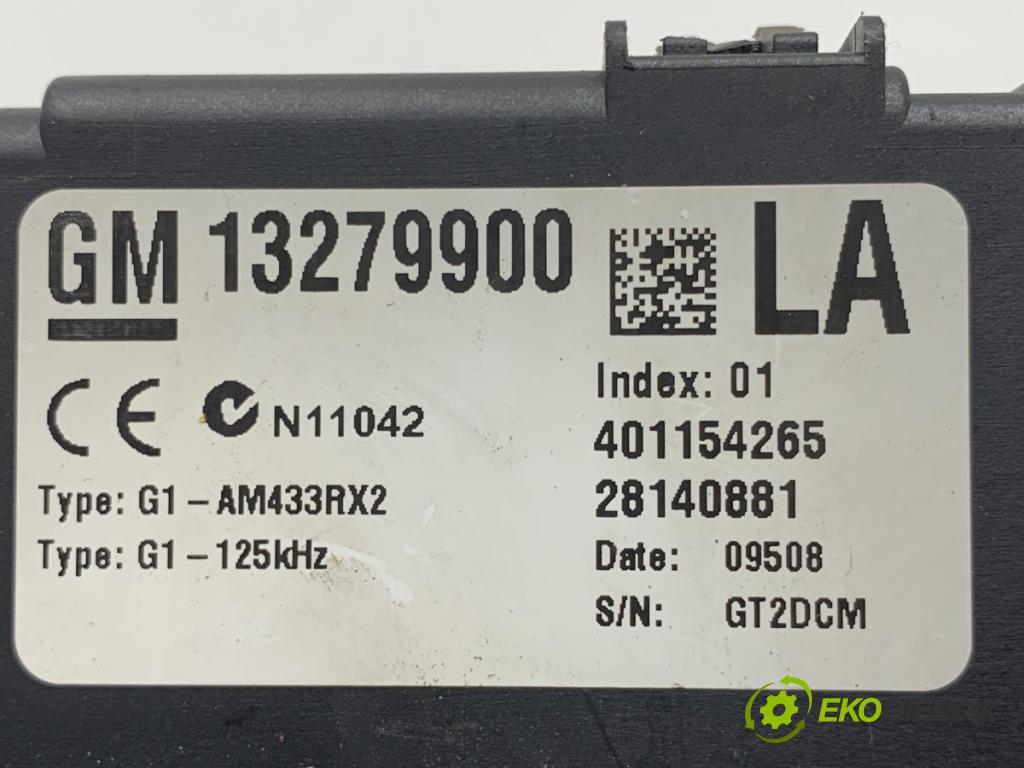 GM 13279900 LA
CE N11042
Type: G1-AM433RX2
Type: G1-125kHz
Index: 01
401154265
28140881
Date: 09508
S/N: GT2DCM
EKO